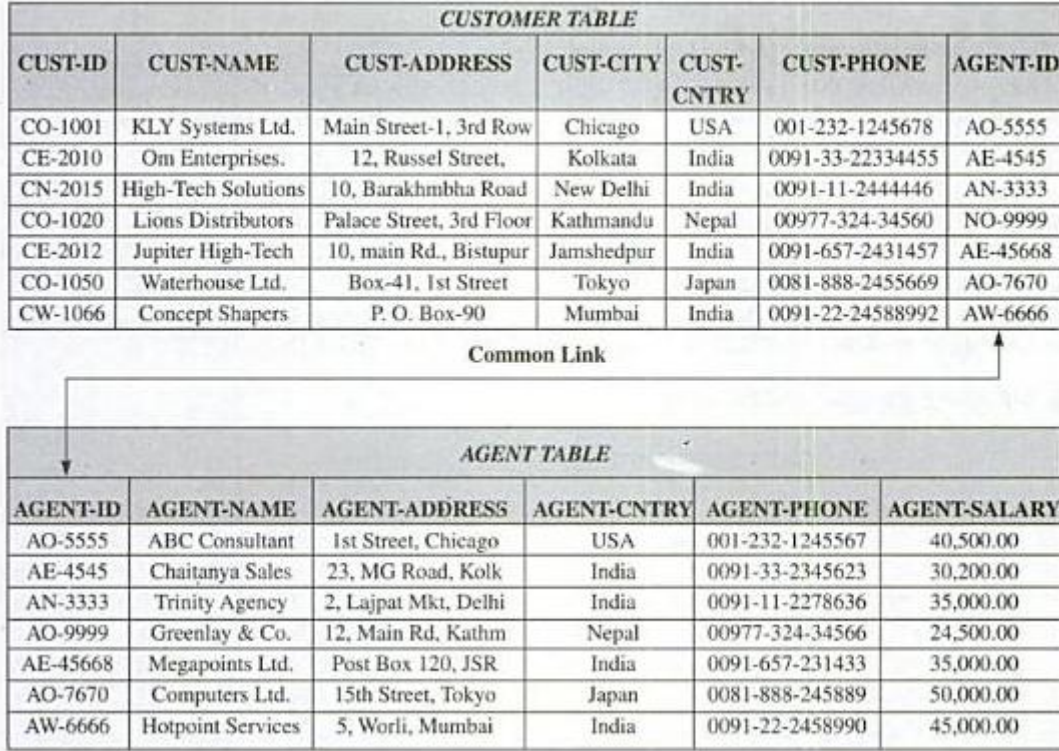 CUSTOMER TABLE
CUST-ID CUST-NAME CUST-ADDRESS CUST-CITY CUST-CNTRY CUST-PHONE AGENT-ID
CO-1001 KLY Systems Ltd. Main Street-1, 3rd Row Chicago USA 001-232-1245678 AO-5555
CE-2010 Om Enterprises. 12, Russel Street, Kolkata India 0091-33-22334455 AE-4545
CN-2015 High-Tech Solutions 10, Barakhmbha Road New Delhi India 0091-11-2444446 AN-3333
CO-1020 Lions Distributors Palace Street, 3rd Floor Kathmandu Nepal 00977-324-34560 NO-9999
CE-2012 Jupiter High-Tech 10, main Rd., Bistupur Jamshedpur India 0091-657-2431457 AE-45668
CO-1050 Waterhouse Ltd. Box-41, 1st Street Tokyo Japan 0081-888-2455669 AO-7670
CW-1066 Concept Shapers P. O. Box-90 Mumbai India 0091-22-24588992 AW-6666
Common Link
AGENT TABLE
AGENT-ID AGENT-NAME AGENT-ADDRESS AGENT-CNTRY AGENT-PHONE AGENT-SALARY
AO-5555 ABC Consultant 1st Street, Chicago USA 001-232-1245567 40,500.00
AE-4545 Chaitanya Sales 23, MG Road, Kolk India 0091-33-2345623 30,200.00
AN-3333 Trinity Agency 2, Lajpat Mkt, Delhi India 0091-11-2278636 35,000.00
AO-9999 Greenlay & Co. 12, Main Rd, Kathm Nepal 00977-324-34566 24,500.00
AE-45668 Megapoints Ltd. Post Box 120, JSR India 0091-657-231433 35,000.00
AO-7670 Computers Ltd. 15th Street, Tokyo Japan 0081-888-245889 50,000.00
AW-6666 Hotpoint Services 5, Worli, Mumbai India 0091-22-2458990 45,000.00